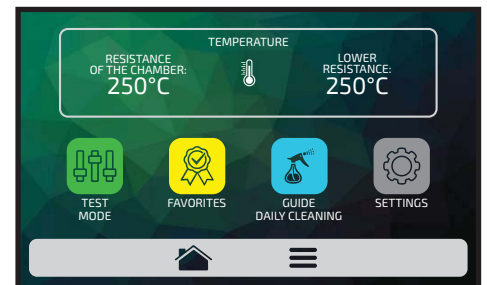 TEMPERATURE
RESISTANCE
OF THE CHAMBER:
250°C
LOWER
RESISTANCE:
250°C
TEST
MODE
FAVORITES
GUIDE
DAILY CLEANING
SETTINGS